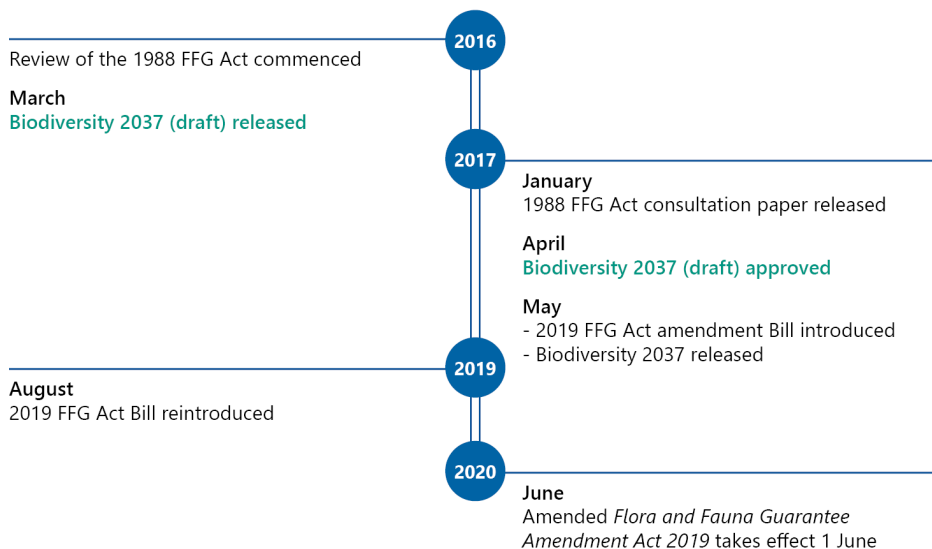 2016
Review of the 1988 FFG Act commenced
March
Biodiversity 2037 (draft) released
2017
January
1988 FFG Act consultation paper released
April
Biodiversity 2037 (draft) approved
May
- 2019 FFG Act amendment Bill introduced
- Biodiversity 2037 released
2019
August
2019 FFG Act Bill reintroduced
2020
June
Amended Flora and Fauna Guarantee
Amendment Act 2019 takes effect 1 June